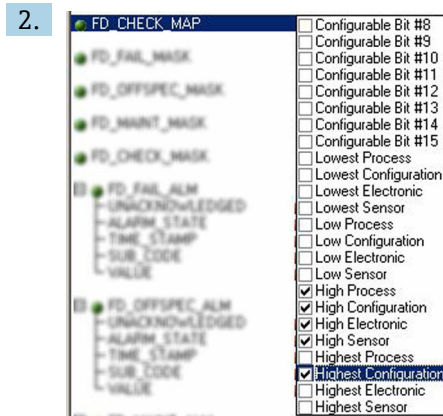 2.
FD_CHECK_MAP
FD_FAIL_MASK
FD_OFFSPEC_MASK
FD_MAINT_MASK
FD_CHECK_MASK
FD_FAIL_ALM
UNACKNOWLEDGED
ALARM_STATE
TIME_STAMP
SUB_CODE
VALUE
FD_OFFSPEC_ALM
UNACKNOWLEDGED
ALARM_STATE
TIME_STAMP
SUB_CODE
VALUE
Configurable Bit #8
Configurable Bit #9
Configurable Bit #10
Configurable Bit #11
Configurable Bit #12
Configurable Bit #13
Configurable Bit #14
Configurable Bit #15
Lowest Process
Lowest Configuration
Lowest Electronic
Lowest Sensor
Low Process
Low Configuration
Low Electronic
Low Sensor
High Process
High Configuration
High Electronic
High Sensor
Highest Process
Highest Configuration
Highest Electronic
Highest Sensor